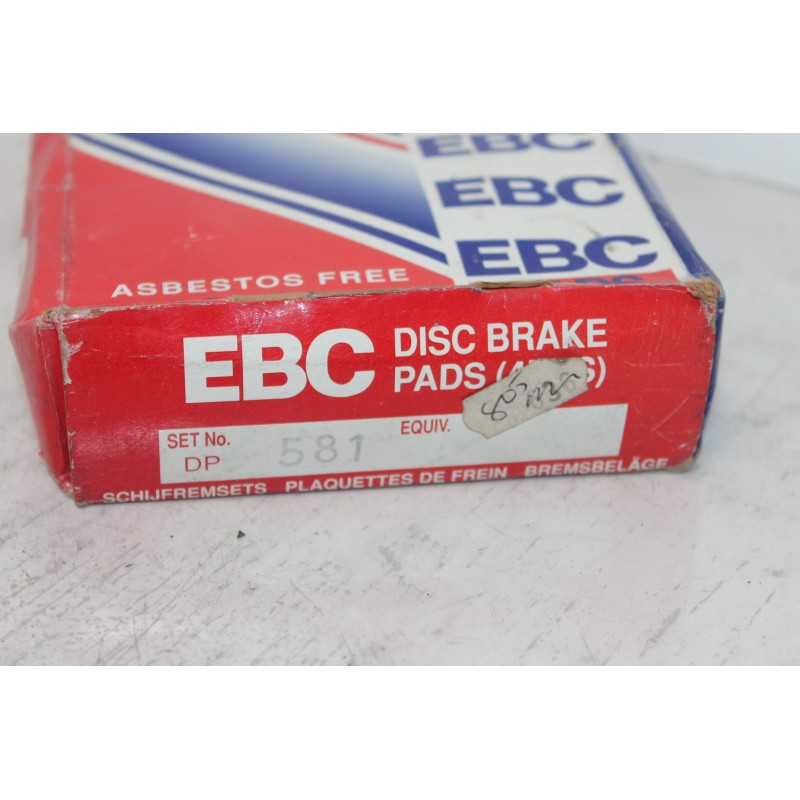 EBC
EBC
EBC
ASBESTOS FREE
EBC DISC BRAKE
PADS
SET No.
EQUIV.
DP 581
SCHIJFREMSETS PLAQUETTES DE FREIN BREMSBELÄGE